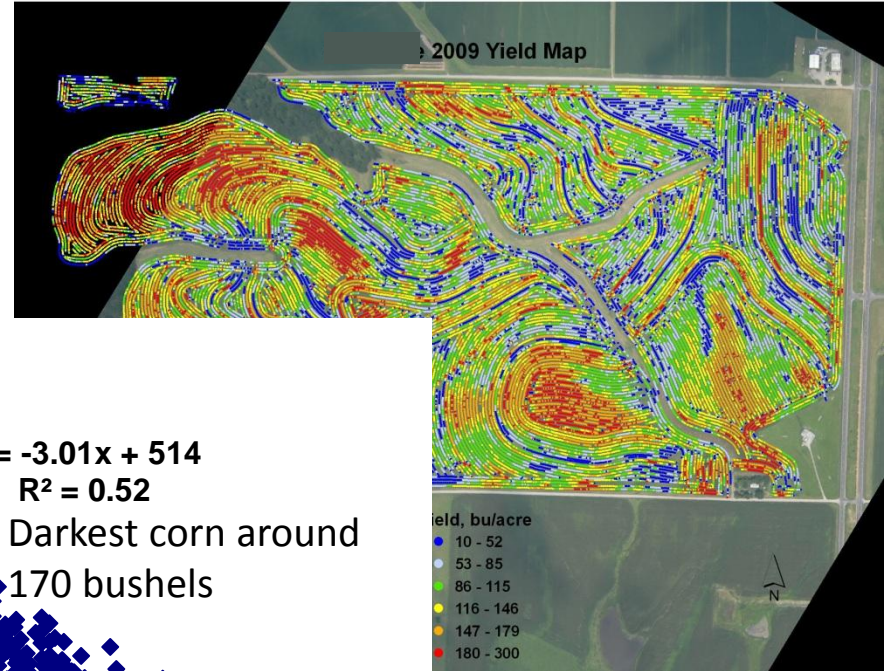 2009 Yield Map
= -3.01x + 514
R² = 0.52
Darkest corn around
170 bushels
ield, bu/acre
10 - 52
53 - 85
86 - 115
116 - 146
147 - 179
180 - 300
N